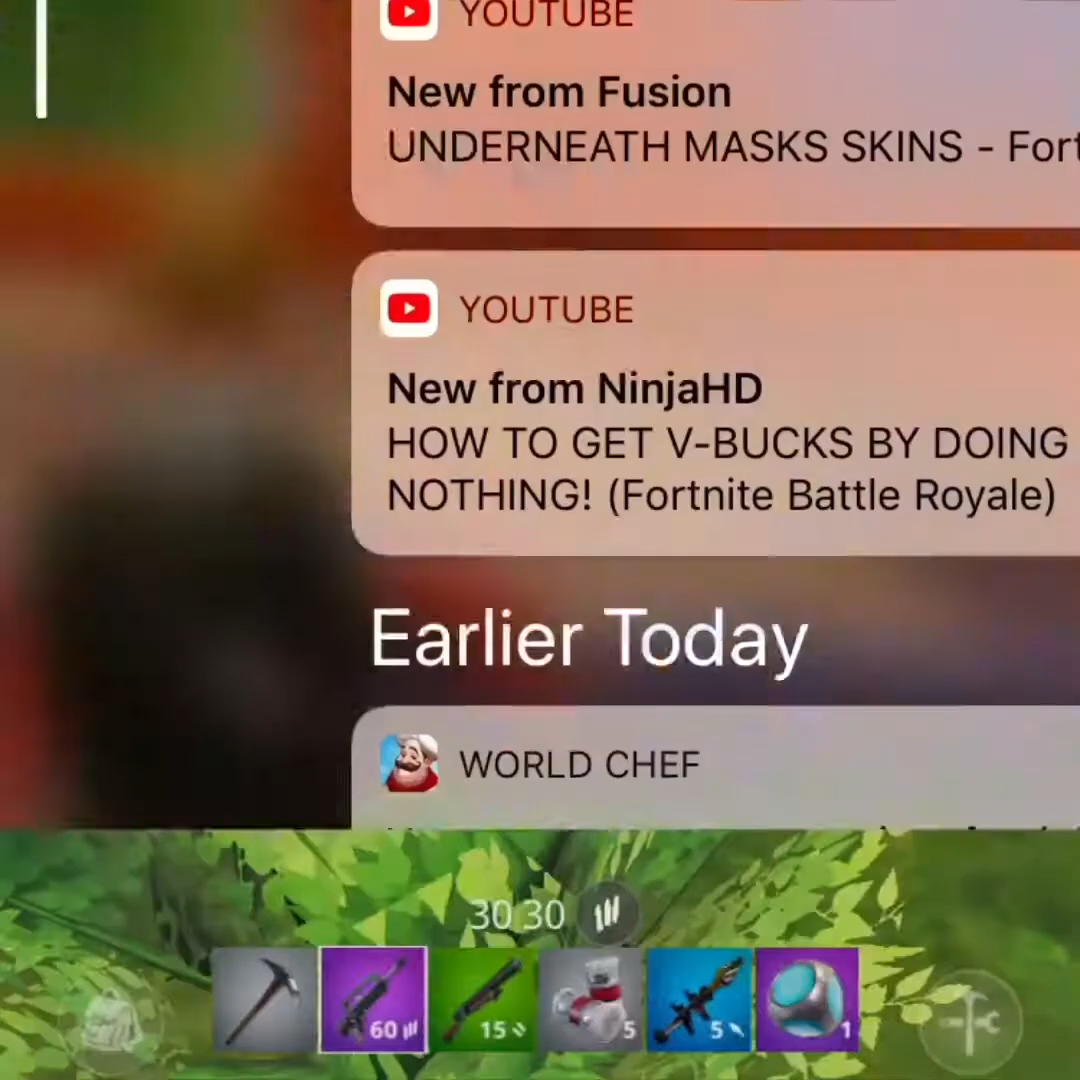 YOUTUBE
New from Fusion
UNDERNEATH MASKS SKINS - Fort
YOUTUBE
New from NinjaHD
HOW TO GET V-BUCKS BY DOING
NOTHING! (Fortnite Battle Royale)
Earlier Today
WORLD CHEF
30 30
60 15 5 5 1